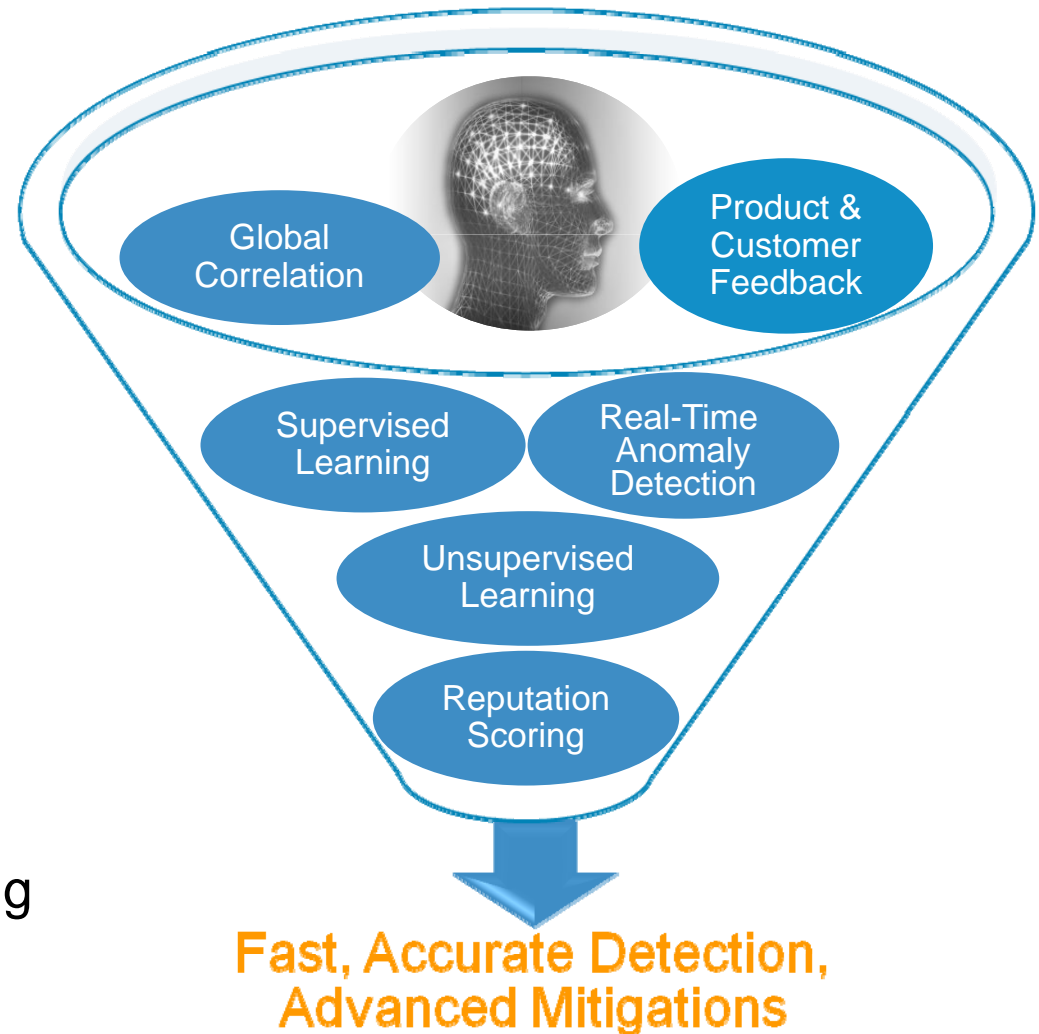 Global
Correlation
Product &
Customer
Feedback
Supervised
Learning
Real-Time
Anomaly
Detection
Unsupervised
Learning
Reputation
Scoring
g
Fast, Accurate Detection,
Advanced Mitigations